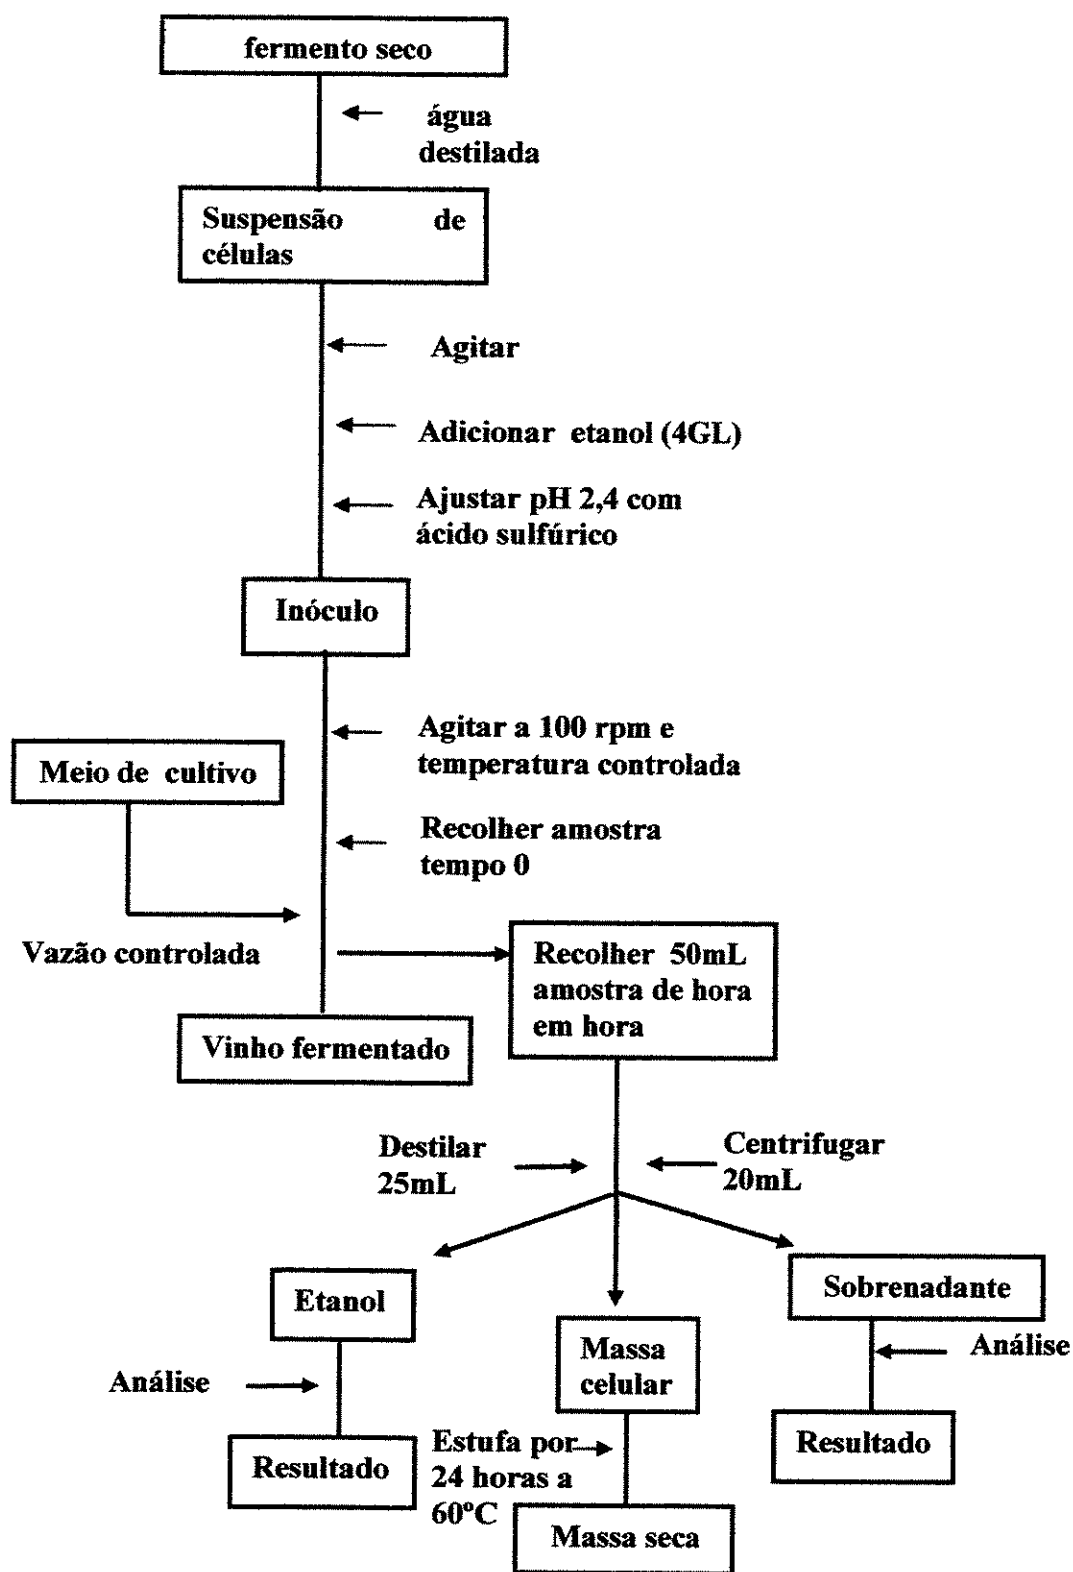 fermento seco
água
destilada
Suspensão de
células
Agitar
Adicionar etanol (4GL)
Ajustar pH 2,4 com
ácido sulfúrico
Inóculo
Agitar a 100 rpm e
temperatura controlada
Meio de cultivo
Recolher amostra
tempo 0
Vazão controlada
Recolher 50mL
amostra de hora
em hora
Vinho fermentado
Destilar
25mL
Centrifugar
20mL
Etanol
Massa
celular
Sobrenadante
Análise
Análise
Resultado
Estufa por
24 horas a
60ºC
Resultado
Massa seca